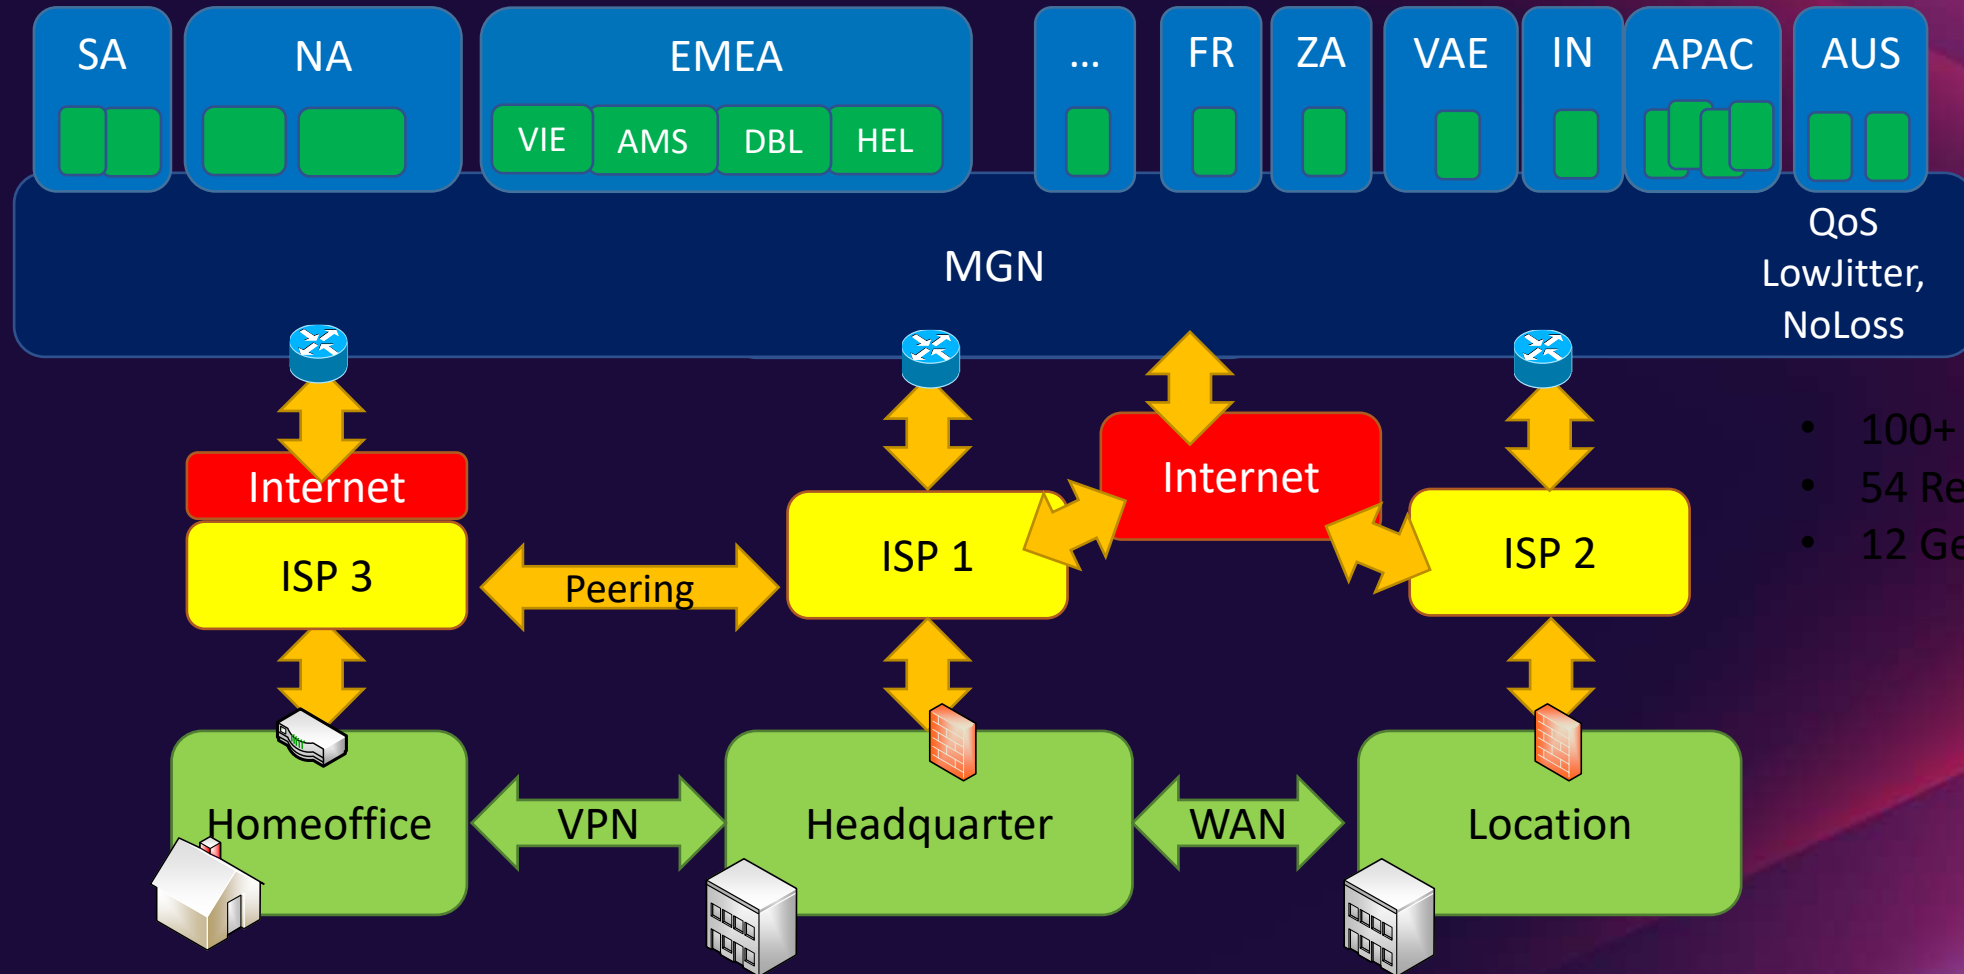 SA
NA
EMEA
...
FR
ZA
VAE
IN
APAC
AUS
VIE
AMS
DBL
HEL
MGN
QoS
LowJitter,
NoLoss
Internet
Internet
• 100+
• 54 Re
• 12 Ge
ISP 3
Peering
ISP 1
ISP 2
Homeoffice
VPN
Headquarter
WAN
Location